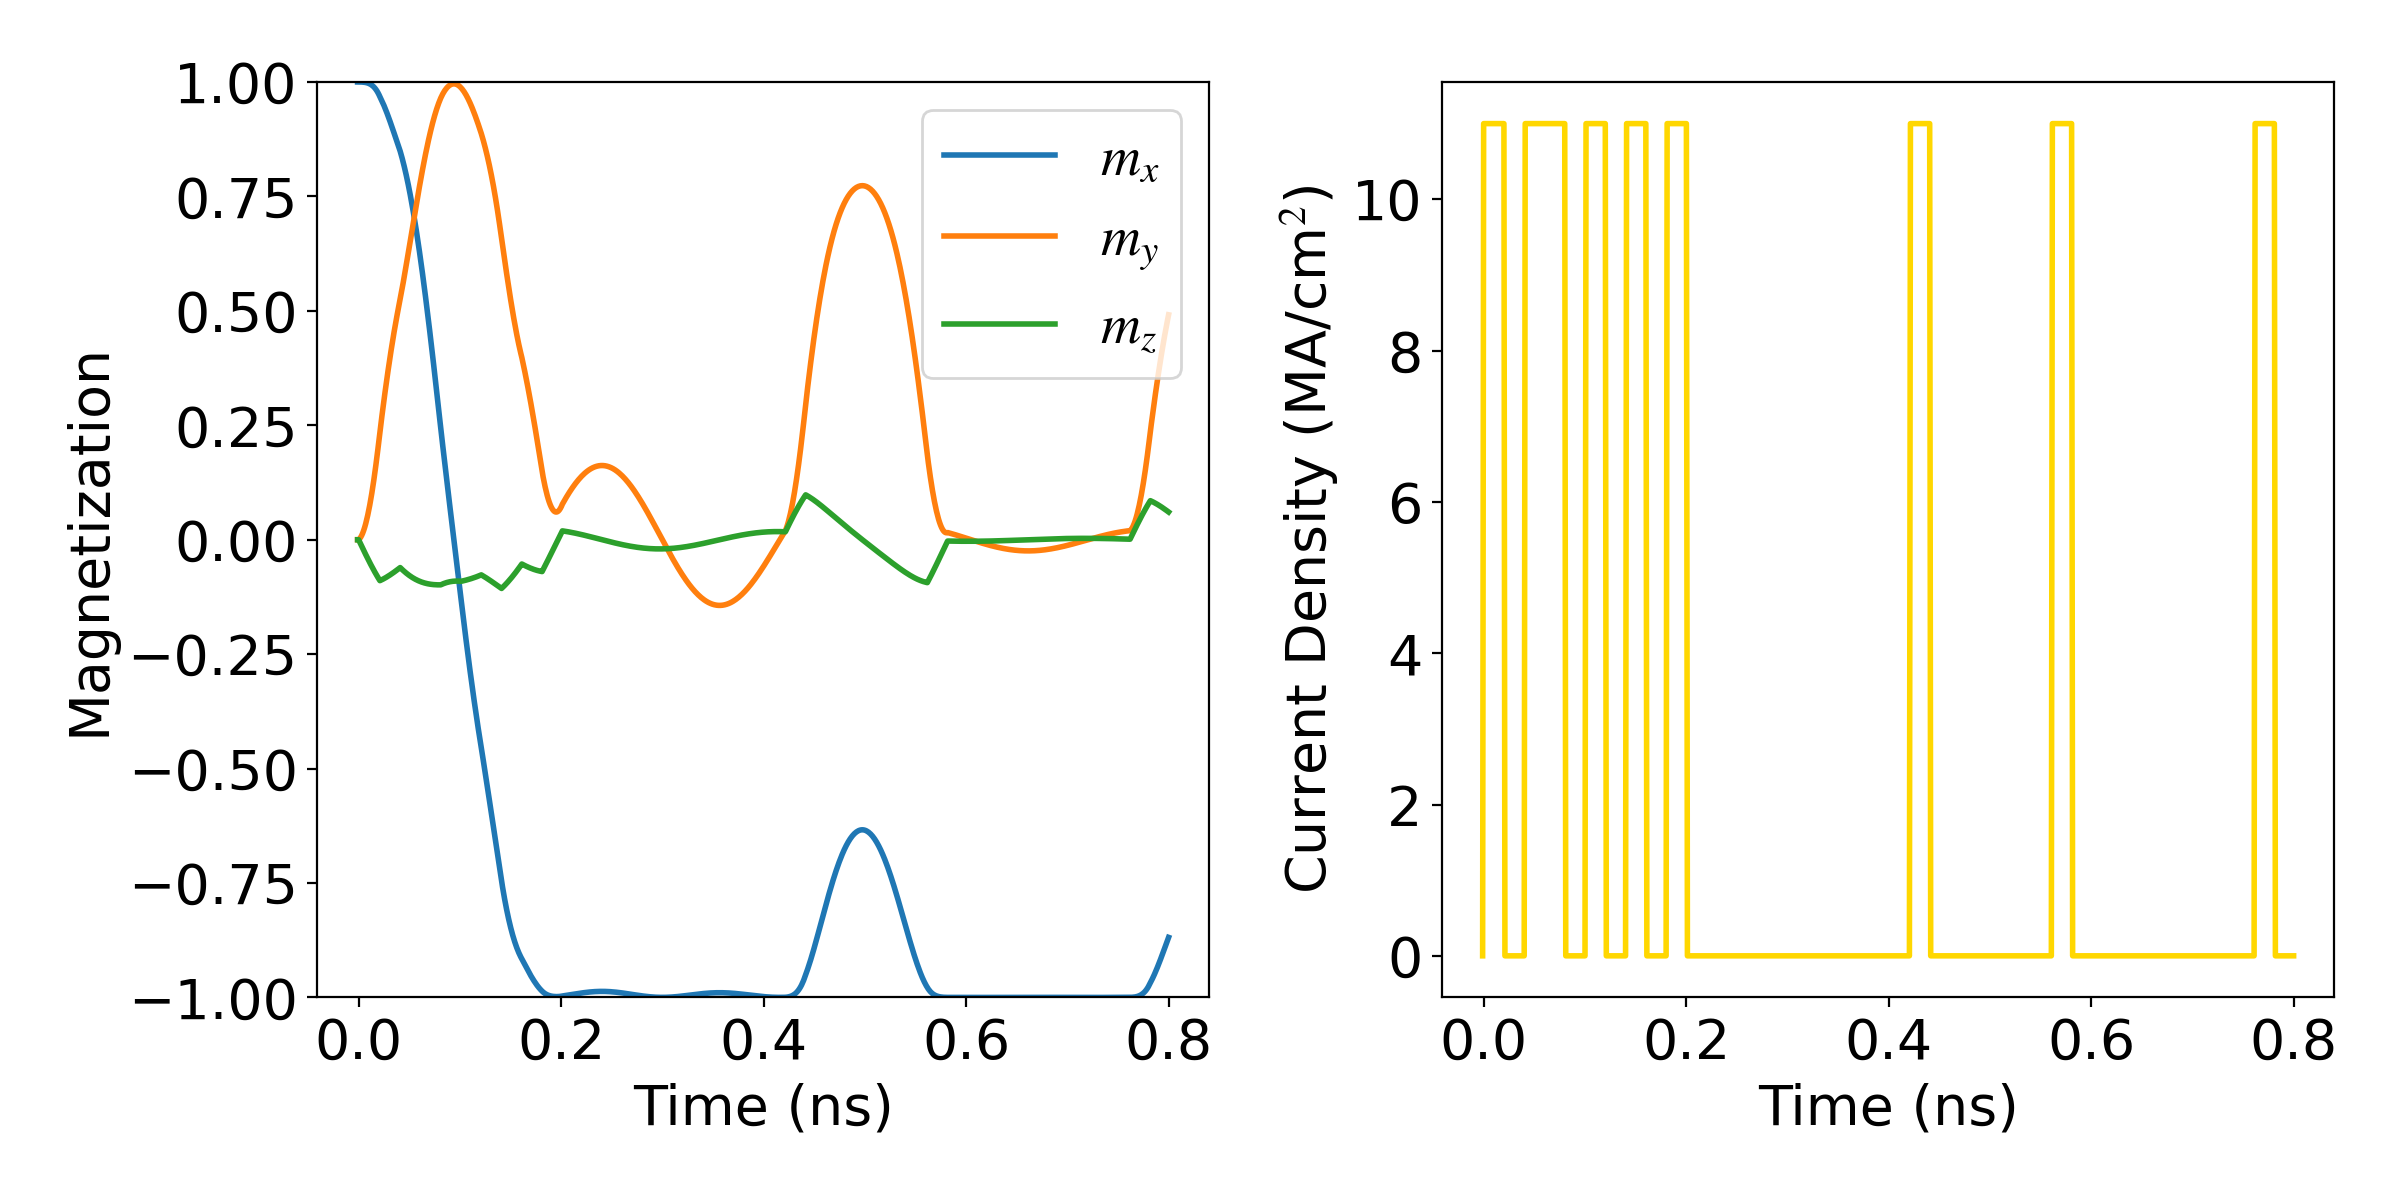 1.00
0.75
0.50
0.25
0.00
−0.25
−0.50
−0.75
−1.00
Magnetization
0.0 0.2 0.4 0.6 0.8
Time (ns)
m_x
m_y
m_z
10
8
6
4
2
0
Current Density (MA/cm²)
0.0 0.2 0.4 0.6 0.8
Time (ns)